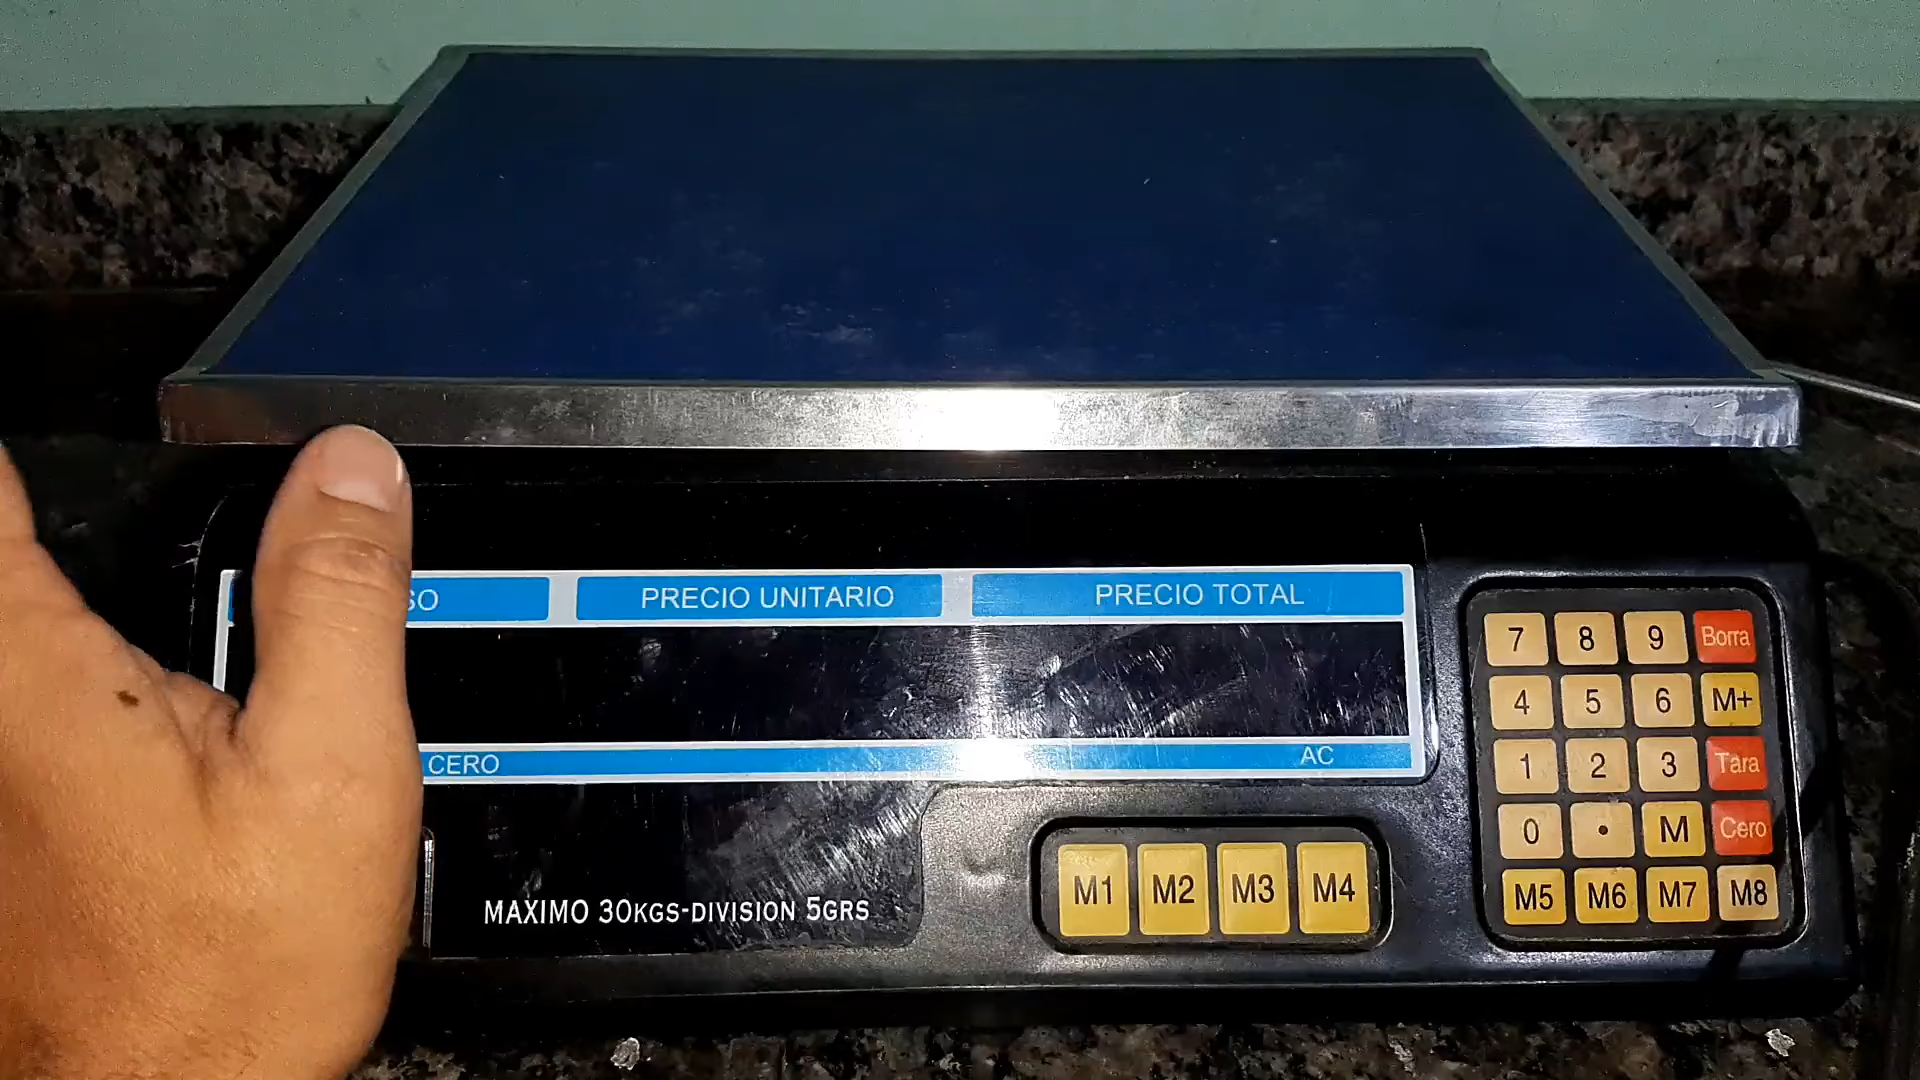 SO PRECIO UNITARIO PRECIO TOTAL
CERO AC
MAXIMO 30KGS-DIVISION 5GRS
M1 M2 M3 M4
7 8 9 Borra
4 5 6 M+
1 2 3 Tara
0 . M Cero
M5 M6 M7 M8